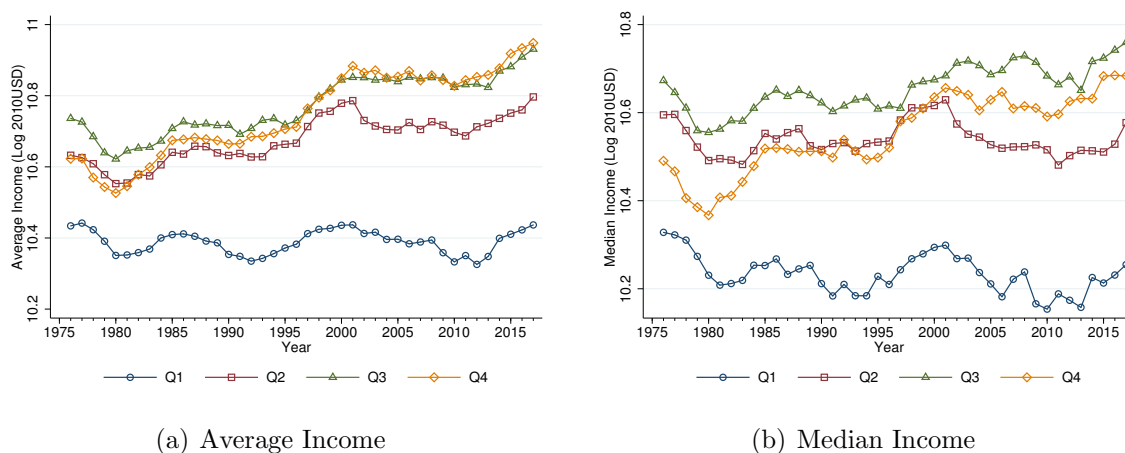 11
10.8
10.6
10.4
10.2
Average Income (Log 2010USD)
1975 1980 1985 1990 1995 2000 2005 2010 2015
Year
Q1 Q2 Q3 Q4
(a) Average Income
10.8
10.6
10.4
10.2
Median Income (Log 2010USD)
1975 1980 1985 1990 1995 2000 2005 2010 2015
Year
Q1 Q2 Q3 Q4
(b) Median Income